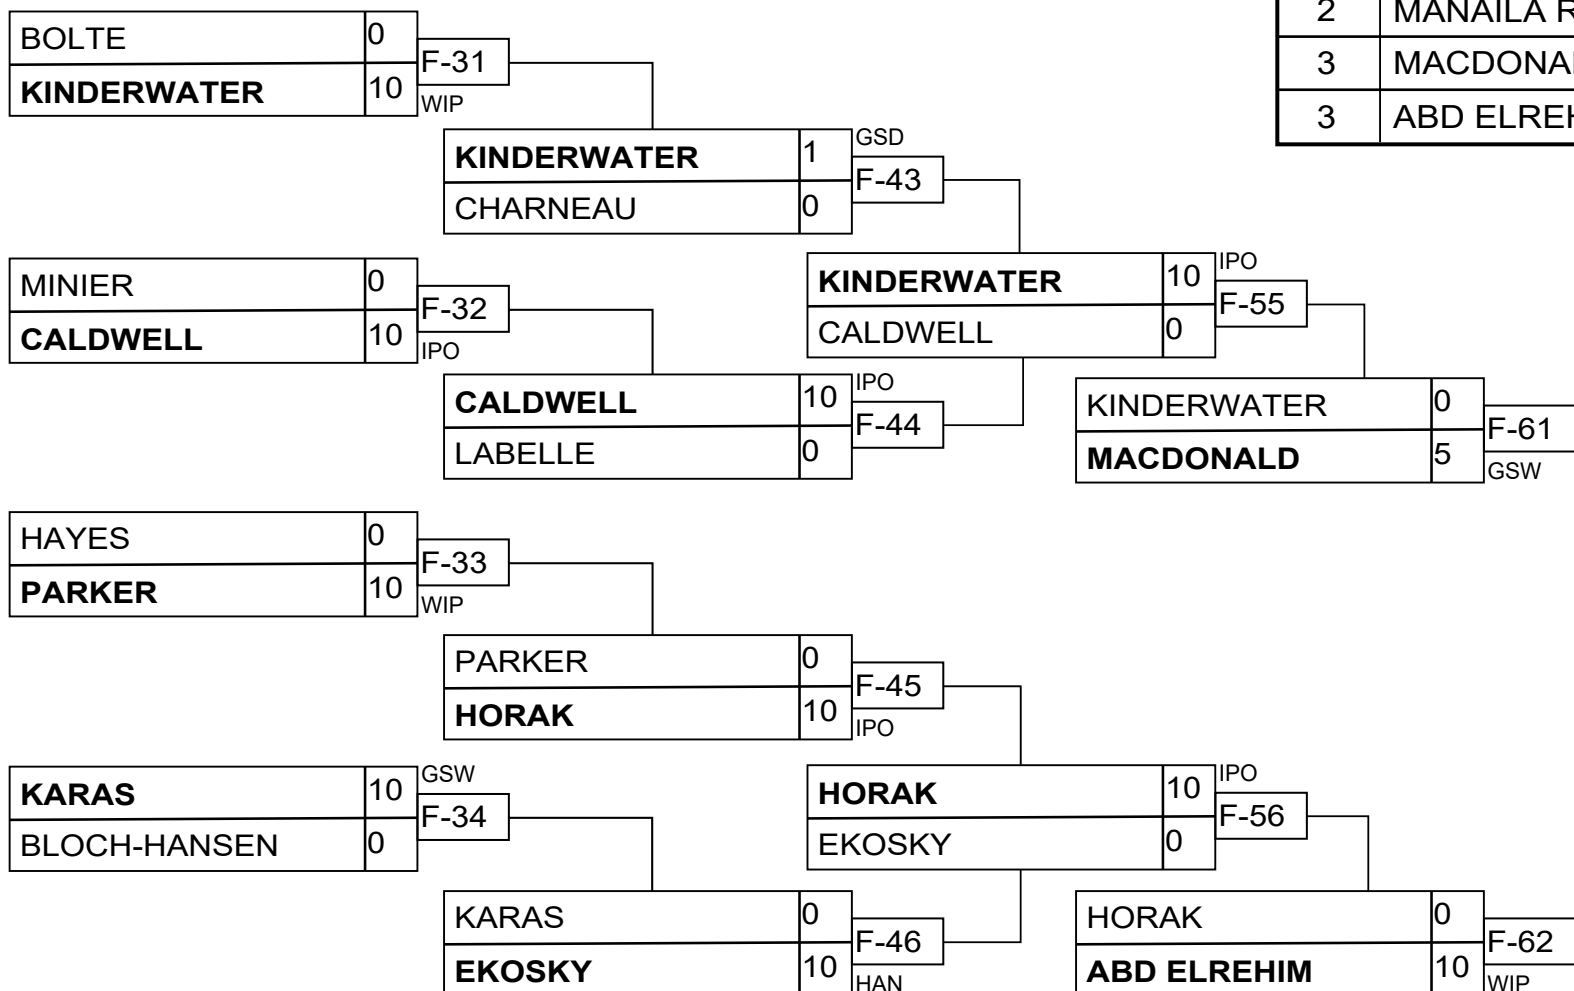 2 MANAILA
3
3 ABD
BOLTE 0
F-31
KINDERWATER 10
WIP
KINDERWATER 1
GSD
F-43
CHARNEAU 0
MINIER 0
F-32
CALDWELL 10
IPO
KINDERWATER 10
IPO
F-55
CALDWELL 0
CALDWELL 10
IPO
F-44
LABELLE 0
KINDERWATER 0
F-61
MACDONALD 5
GSW
HAYES 0
F-33
PARKER 10
WIP
PARKER 0
F-45
HORAK 10
IPO
KARAS 10
GSW
F-34
BLOCH-HANSEN 0
HORAK 10
IPO
F-56
EKOSKY 0
KARAS 0
F-46
EKOSKY 10
HAN
HORAK 0
F-62
ABD ELREHIM 10
WIP